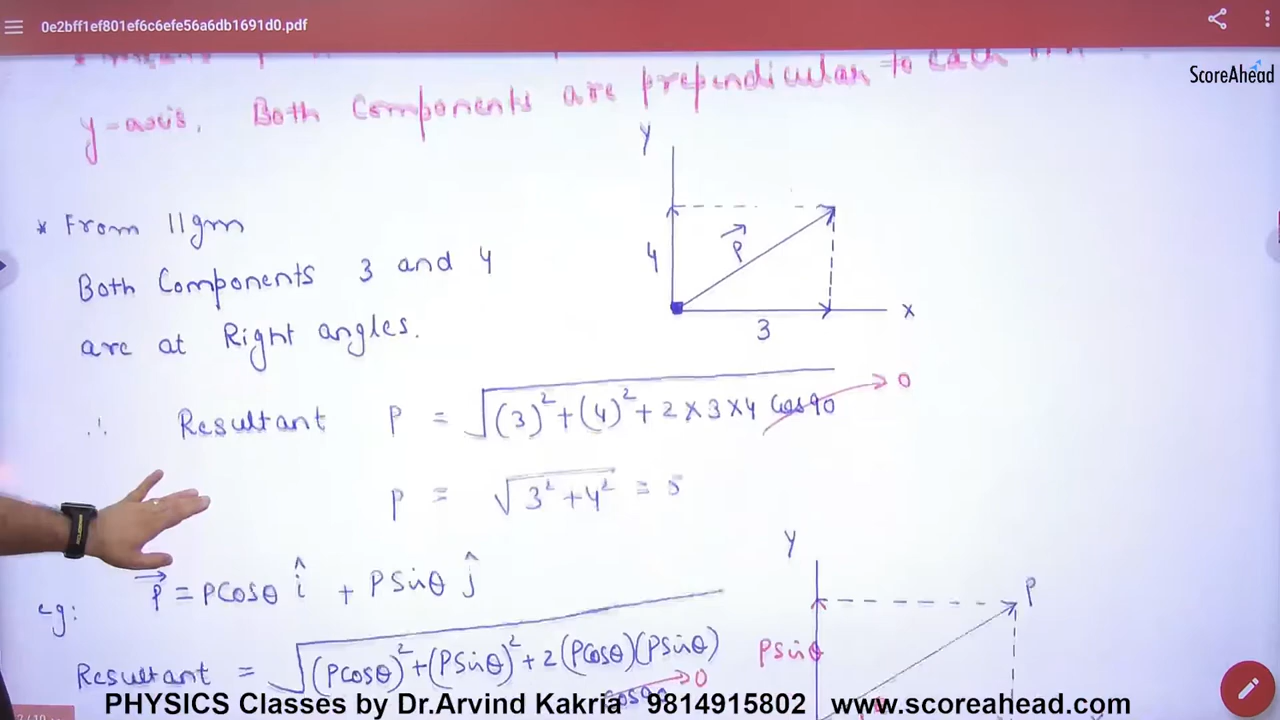 0e2bff1ef801ef6c6efe56a6db1691d0.pdf
ScoreAhead
y-axis. Both Components are prependicular to each
Y
* From 11gm
Both Components 3 and 4
are at Right angles.
4
P
x
3
∴ Resultant P = √(3)² + (4)² + 2 × 3 × 4 Cos90 → 0
P = √3² + 4² = 5
eg: P = PCosθ î + PSinθ ĵ
Y
P
Resultant = √(PCosθ)² + (PSinθ)² + 2(PCosθ)(PSinθ) cos90 → 0
PSinθ
PHYSICS Classes by Dr.Arvind Kakria 9814915802 www.scoreahead.com